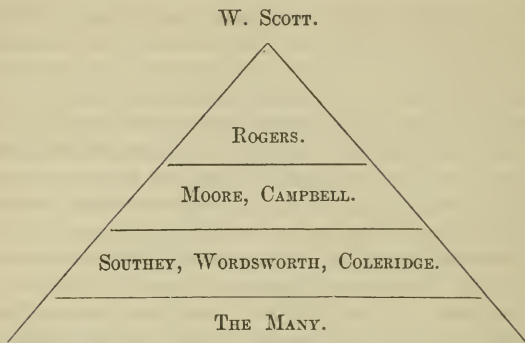 W. Scott.
Rogers.
Moore, Campbell.
Southey, Wordsworth, Coleridge.
The Many.